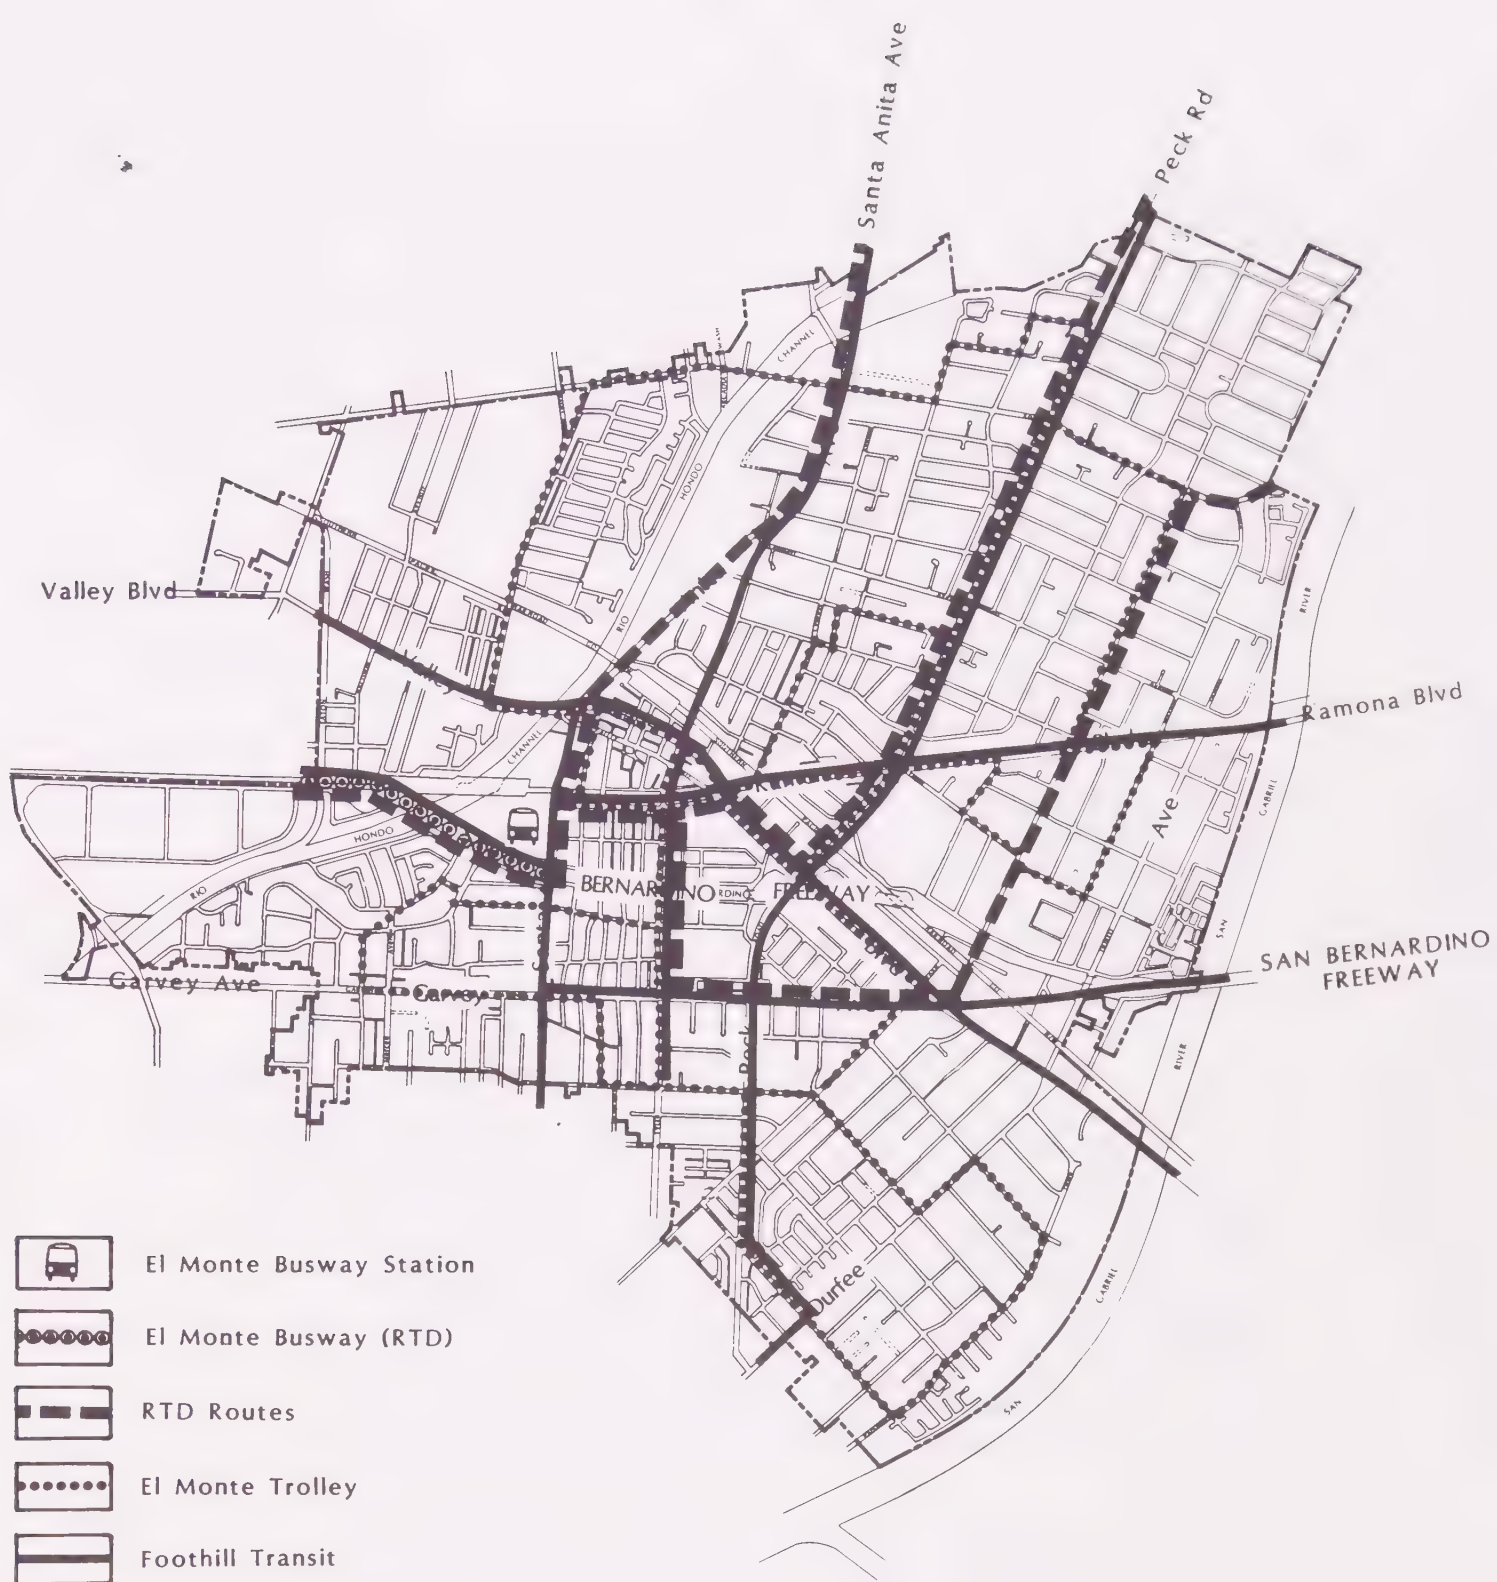 Santa Anita Ave
Peck Rd
CHANNEL
HONDO
RIO
Valley Blvd
Valley
RIVER
Ramona Blvd
CHANNEL
GABRIEL
Ave
HONDO
RIO
BERNARDINO
FREEWAY
SAN
SAN BERNARDINO
FREEWAY
Garvey Ave
Garvey
Peck
RIVER
GABRIEL
Durfee
SAN
El Monte Busway Station
El Monte Busway (RTD)
RTD Routes
El Monte Trolley
Foothill Transit